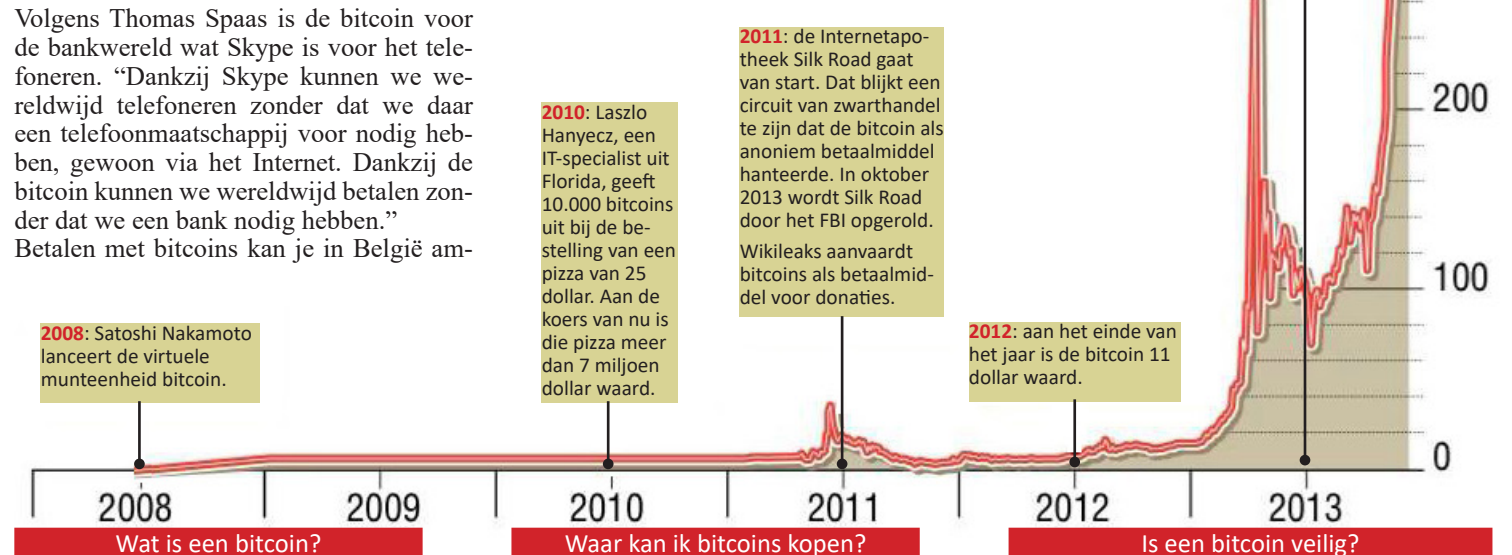 Volgens Thomas Spaas is de bitcoin voor
de bankwereld wat Skype is voor het tele-
foneren. “Dankzij Skype kunnen we we-
reldwijd telefoneren zonder dat we daar
een telefoonmaatschappij voor nodig heb-
ben, gewoon via het Internet. Dankzij de
bitcoin kunnen we wereldwijd betalen zon-
der dat we een bank nodig hebben.”
Betalen met bitcoins kan je in België am-
2008: Satoshi Nakamoto
lanceert de virtuele
munteenheid bitcoin.
2010: Laszlo
Hanyecz, een
IT-specialist uit
Florida, geeft
10.000 bitcoins
uit bij de be-
stelling van een
pizza van 25
dollar. Aan de
koers van nu is
die pizza meer
dan 7 miljoen
dollar waard.
2011: de Internetapo-
theek Silk Road gaat
van start. Dat blijkt een
circuit van zwarthandel
te zijn dat de bitcoin als
anoniem betaalmiddel
hanteerde. In oktober
2013 wordt Silk Road
door het FBI opgerold.
Wikileaks aanvaardt
bitcoins als betaalmid-
del voor donaties.
2012: aan het einde van
het jaar is de bitcoin 11
dollar waard.
200
100
0
2008
2009
2010
2011
2012
2013
Wat is een bitcoin?
Waar kan ik bitcoins kopen?
Is een bitcoin veilig?